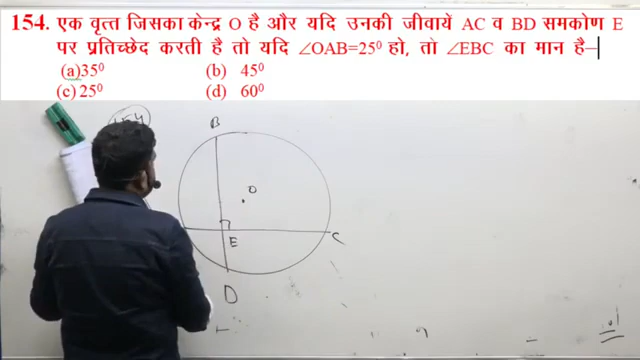 154. एक वृत्त जिसका केन्द्र O है और यदि उनकी जीवायें AC व BD समकोण E
पर प्रतिच्छेद करती है तो यदि ∠OAB=25⁰ हो, तो ∠EBC का मान है–
(a)35⁰ (b) 45⁰
(c) 25⁰ (d) 60⁰
154
B
O
E
C
D